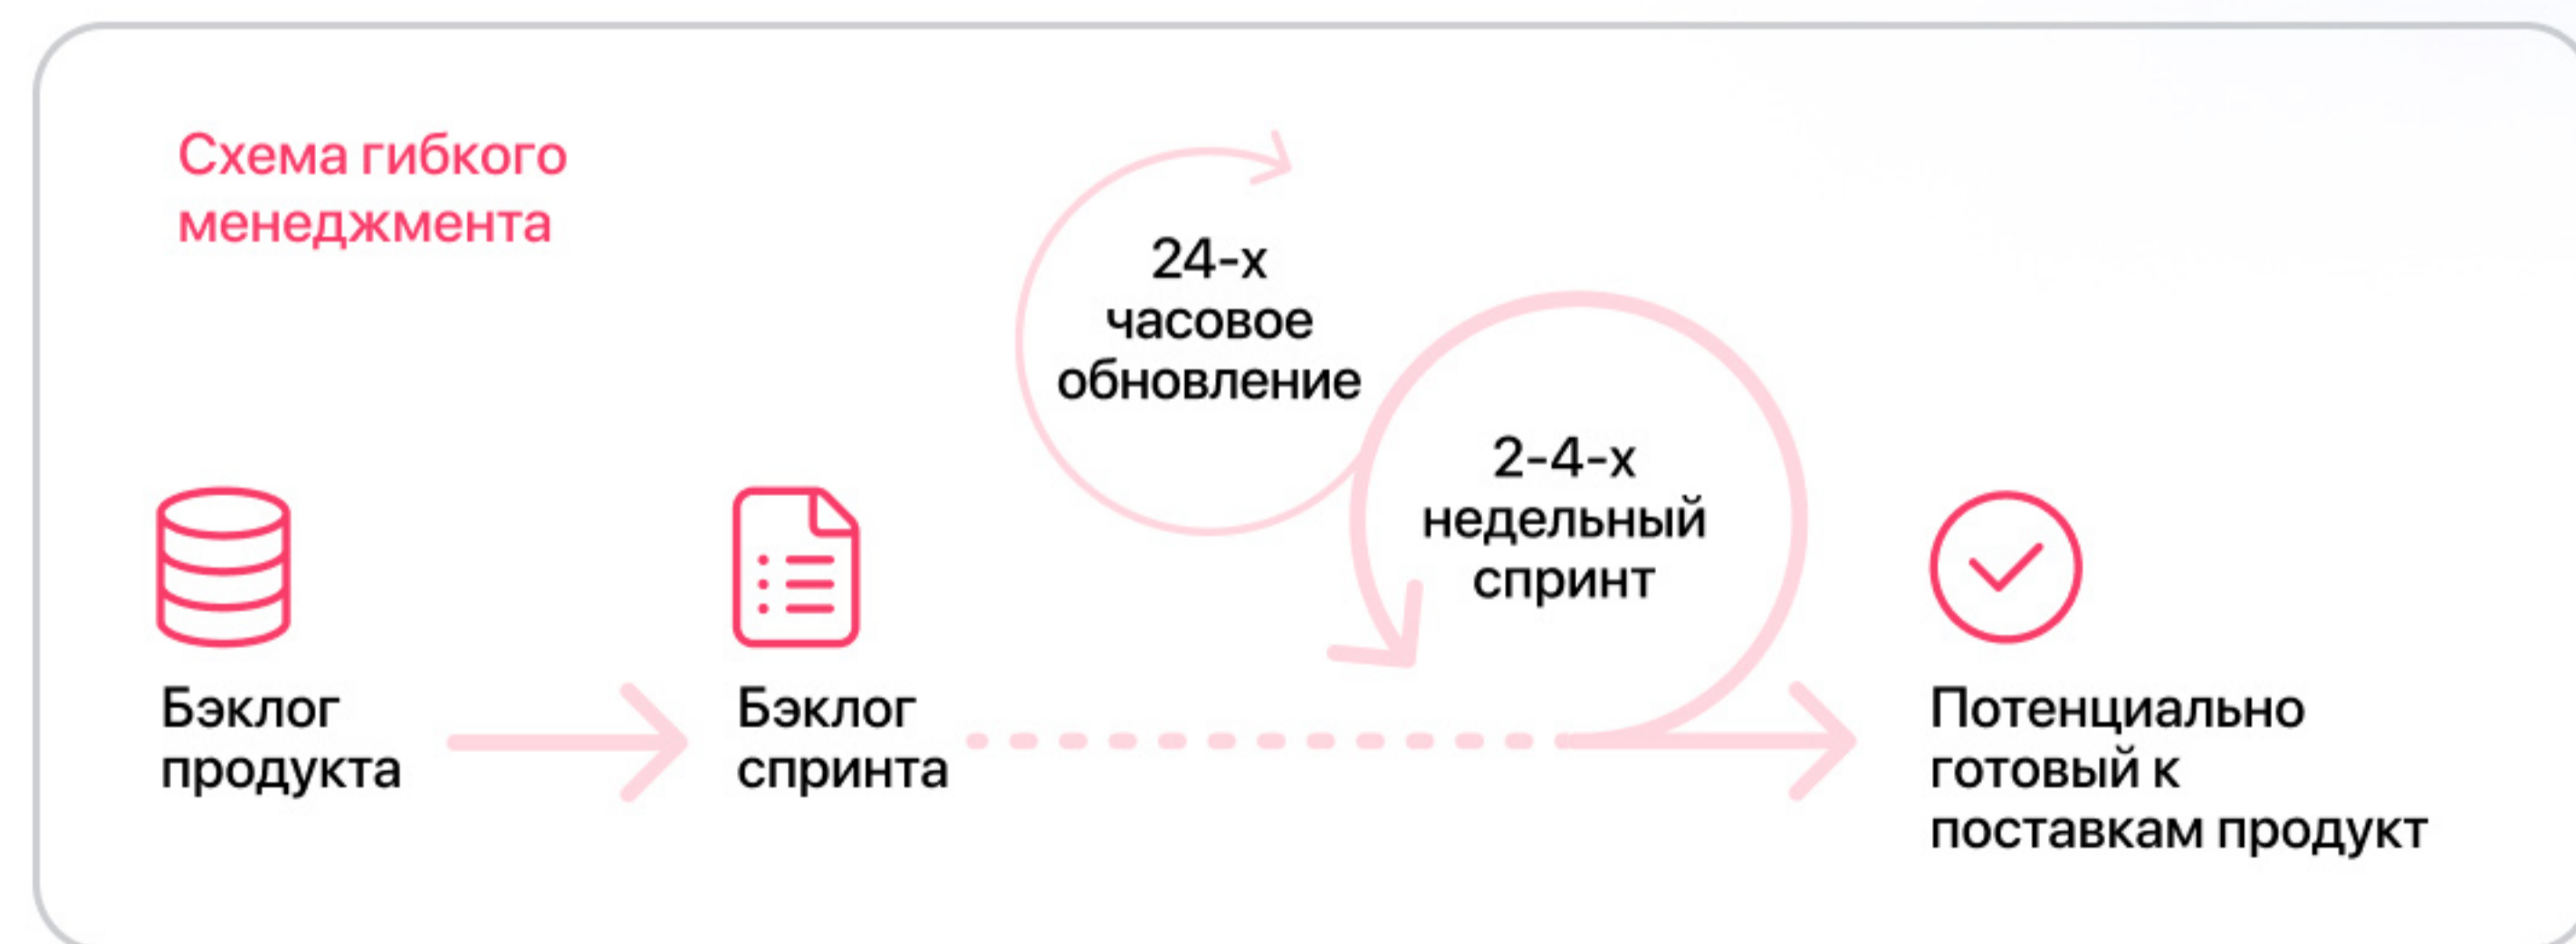 Схема гибкого
менеджмента
24-х
часовое
обновление
2-4-х
недельный
спринт
Бэклог
продукта
Бэклог
спринта
Потенциально
готовый к
поставкам продукт